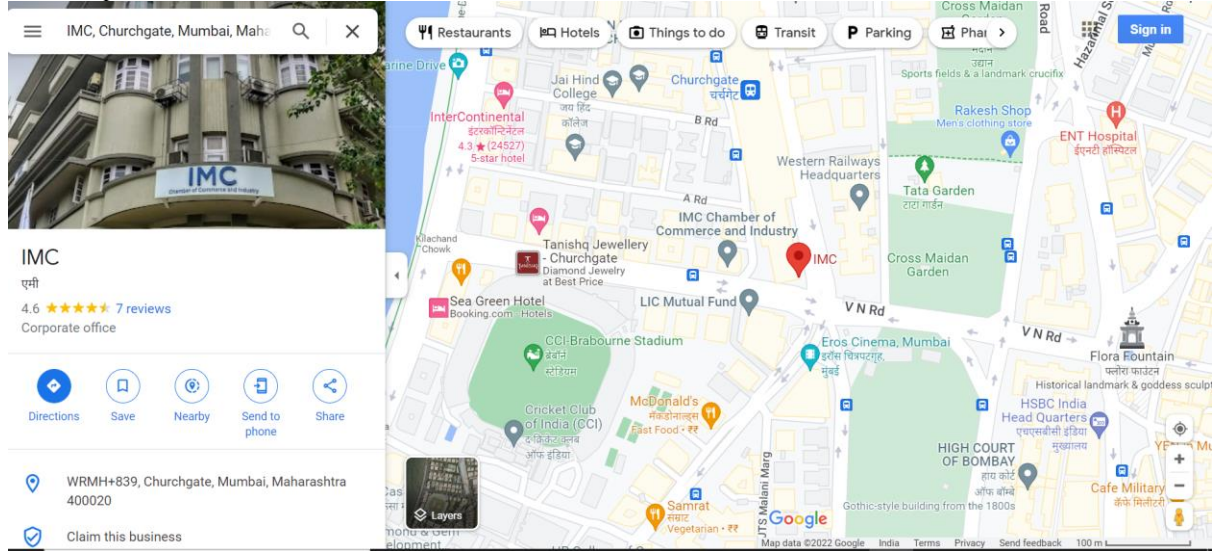 IMC, Churchgate, Mumbai, Maha
IMC
Chamber of Commerce and Industry
IMC
एमी
4.6
7 reviews
Corporate office
Directions
Save
Nearby
Send to
phone
Share
WRMH+839, Churchgate, Mumbai, Maharashtra
400020
Claim this business
Restaurants
Hotels
Things to do
Transit
P Parking
Phar
Sign in
Cross Maidan
उद्यान
Sports fields & a landmark crucifix
Road
Hazarimal S
arine Drive
Jai Hind
College
जय हिंद
कॉलेज
Churchgate
चर्चगेट
InterContinental
इंटरकॉन्टिनेंटल
4.3 ★ (24527)
5-star hotel
B Rd
Rakesh Shop
Men's clothing store
H
ENT Hospital
ईएनटी हॉस्पिटल
Western Railways
Headquarters
Tata Garden
टाटा गार्डन
A Rd
IMC Chamber of
Commerce and Industry
IMC
Cross Maidan
Garden
Kilachand
Chowk
Tanishq Jewellery
- Churchgate
Diamond Jewelry
at Best Price
Sea Green Hotel
Booking.com - Hotels
LIC Mutual Fund
V N Rd
V N Rd
CCI-Brabourne Stadium
स्टेडियम
Eros Cinema, Mumbai
इरॉस चित्रपटगृह,
मुंबई
Flora Fountain
फ्लोरा फाउंटन
Historical landmark & goddess sculpt
McDonald's
मॅकडोनाल्ड्स
Fast Food • ₹₹
HSBC India
Head Quarters
एचएसबीसी इंडिया
मुख्यालय
Cricket Club
of India (CCI)
द क्रिकेट क्लब
ऑफ इंडिया
HIGH COURT
OF BOMBAY
हाय कोर्ट
ऑफ बॉम्बे
Gothic-style building from the 1800s
Cafe Military
कॅफे मिलीटरी
JTS Malani Marg
Samrat
सम्राट
Vegetarian • ₹₹
Layers
Google
Map data ©2022 Google
India
Terms
Privacy
Send feedback
100 m